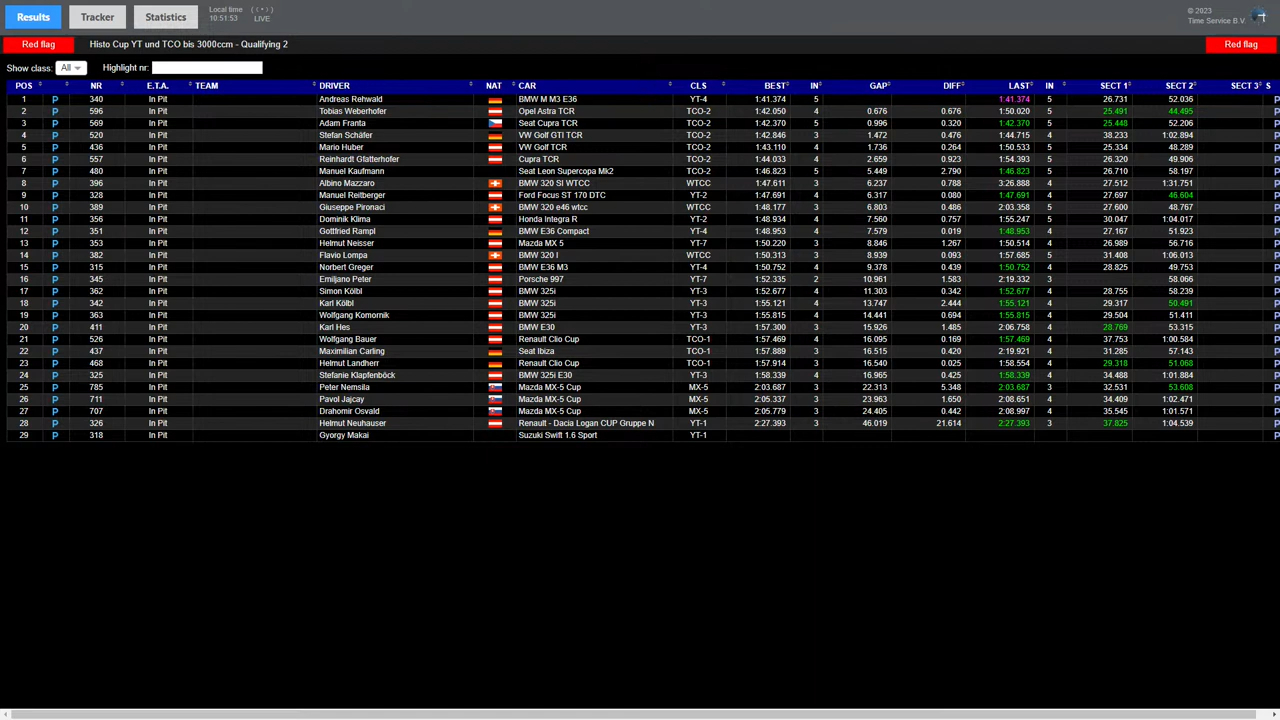 Results Tracker Statistics Local time 10:51:53 LIVE © 2023 Time Service B.V.
Red flag Histo Cup YT und TCO bis 3000ccm - Qualifying 2 Red flag
Show class: All Highlight nr:
POS NR E.T.A. TEAM DRIVER NAT CAR CLS BEST IN GAP DIFF LAST IN SECT 1 SECT 2 SECT 3 S
1 P 340 In Pit Andreas Rehwald BMW M M3 E36 YT-4 1:41.374 5 1:41.374 5 26.731 52.036 P
2 P 596 In Pit Tobias Weberhofer Opel Astra TCR TCO-2 1:42.050 4 0.676 0.676 1:50.020 5 25.491 44.495 P
3 P 569 In Pit Adam Franta Seat Cupra TCR TCO-2 1:42.370 5 0.996 0.320 1:42.370 5 25.448 52.206 P
4 P 520 In Pit Stefan Schäfer VW Golf GTI TCR TCO-2 1:42.846 3 1.472 0.476 1:44.715 4 38.233 1:02.894 P
5 P 436 In Pit Mario Huber VW Golf TCR TCO-2 1:43.110 4 1.736 0.264 1:50.533 5 25.334 48.289 P
6 P 557 In Pit Reinhardt Gfatterhofer Cupra TCR TCO-2 1:44.033 4 2.659 0.923 1:54.393 5 26.320 49.906 P
7 P 480 In Pit Manuel Kaufmann Seat Leon Supercopa Mk2 TCO-2 1:46.823 5 5.449 2.790 1:46.823 5 26.710 58.197 P
8 P 396 In Pit Albino Mazzaro BMW 320 SI WTCC WTCC 1:47.611 3 6.237 0.788 3:26.888 4 27.512 1:31.751 P
9 P 328 In Pit Manuel Reitberger Ford Focus ST 170 DTC YT-2 1:47.691 4 6.317 0.080 1:47.691 4 27.697 46.604 P
10 P 389 In Pit Giuseppe Pironaci BMW 320 e46 wtcc WTCC 1:48.177 3 6.803 0.486 2:03.358 5 27.600 48.767 P
11 P 356 In Pit Dominik Klima Honda Integra R YT-2 1:48.934 4 7.560 0.757 1:55.247 5 30.047 1:04.017 P
12 P 351 In Pit Gottfried Rampl BMW E36 Compact YT-2 1:48.953 4 7.579 0.019 1:48.953 4 27.167 51.923 P
13 P 353 In Pit Helmut Neisser Mazda MX 5 YT-7 1:50.220 3 8.846 1.267 1:50.514 4 26.989 56.716 P
14 P 382 In Pit Flavio Lompa BMW 320 I WTCC 1:50.313 3 8.939 0.093 1:57.685 5 31.408 1:06.013 P
15 P 315 In Pit Norbert Greger BMW E36 M3 YT-4 1:50.752 4 9.378 0.439 1:50.752 4 28.825 49.753 P
16 P 345 In Pit Emiljano Peter Porsche 997 YT-7 1:52.335 2 10.961 1.583 2:19.332 3 58.066 P
17 P 362 In Pit Simon Kölbl BMW 325i YT-3 1:52.677 4 11.303 0.342 1:52.677 4 28.755 58.239 P
18 P 342 In Pit Karl Kölbl BMW 325i YT-3 1:55.121 4 13.747 2.444 1:55.121 4 29.317 50.491 P
19 P 363 In Pit Wolfgang Komornik BMW 325i YT-3 1:55.815 4 14.441 0.694 1:55.815 4 29.504 51.411 P
20 P 411 In Pit Karl Hes BMW E30 YT-3 1:57.300 3 15.926 1.485 2:06.758 4 28.769 53.315 P
21 P 526 In Pit Wolfgang Bauer Renault Clio Cup TCO-1 1:57.469 4 16.095 0.169 1:57.469 4 37.753 1:00.584 P
22 P 437 In Pit Maximilian Carling Seat Ibiza TCO-1 1:57.889 3 16.515 0.420 2:19.921 4 31.285 57.143 P
23 P 468 In Pit Helmut Landherr Renault Clio Cup TCO-1 1:57.914 3 16.540 0.025 1:58.554 4 29.318 51.068 P
24 P 325 In Pit Stefanie Klapfenböck BMW 325i E30 YT-3 1:58.339 4 16.965 0.425 1:58.339 4 34.488 1:01.884 P
25 P 785 In Pit Peter Nemsila Mazda MX-5 Cup MX-5 2:03.687 3 22.313 5.348 2:03.687 3 32.531 53.608 P
26 P 711 In Pit Pavol Jajcay Mazda MX-5 Cup MX-5 2:05.337 3 23.963 1.650 2:08.651 4 34.409 1:02.471 P
27 P 707 In Pit Drahomir Osvald Mazda MX-5 Cup MX-5 2:05.779 3 24.405 0.442 2:08.997 4 35.545 1:01.571 P
28 P 326 In Pit Helmut Neuhauser Renault - Dacia Logan CUP Gruppe N YT-1 2:27.393 3 46.019 21.614 2:27.393 3 37.825 1:04.539 P
29 P 318 In Pit Gyorgy Makai Suzuki Swift 1.6 Sport YT-1 P